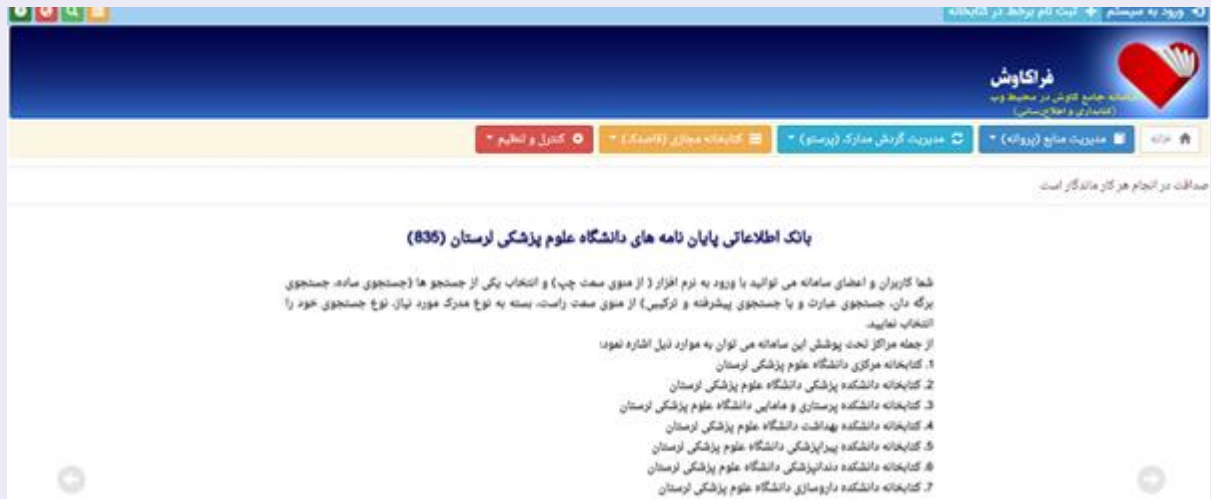 ورود به سیستم ثبت نام برخط در کتابخانه
فراکاوش
سامانه جامع کاوش در محیط وب
(کتابداری و اطلاع‌رسانی)
خانه مدیریت منابع (پروانه) مدیریت گردش مدارک (پرستو) کتابخانه مجازی (قاصدک) کنترل و تنظیم
صداقت در انجام هر کار ماندگار است
بانک اطلاعاتی پایان نامه های دانشگاه علوم پزشکی لرستان (835)
شما کاربران و اعضای سامانه می توانید با ورود به نرم افزار ( از منوی سمت چپ) و انتخاب یکی از جستجو ها (جستجوی ساده، جستجوی
برگه دان، جستجوی عبارت و یا جستجوی پیشرفته و ترکیبی) از منوی سمت راست، بسته به نوع مدرک مورد نیاز، نوع جستجوی خود را
انتخاب نمایید.
از جمله مراکز تحت پوشش این سامانه می توان به موارد ذیل اشاره نمود:
1. کتابخانه مرکزی دانشگاه علوم پزشکی لرستان
2. کتابخانه دانشکده پزشکی دانشگاه علوم پزشکی لرستان
3. کتابخانه دانشکده پرستاری و مامایی دانشگاه علوم پزشکی لرستان
4. کتابخانه دانشکده بهداشت دانشگاه علوم پزشکی لرستان
5. کتابخانه دانشکده پیراپزشکی دانشگاه علوم پزشکی لرستان
6. کتابخانه دانشکده دندانپزشکی دانشگاه علوم پزشکی لرستان
7. کتابخانه دانشکده داروسازی دانشگاه علوم پزشکی لرستان